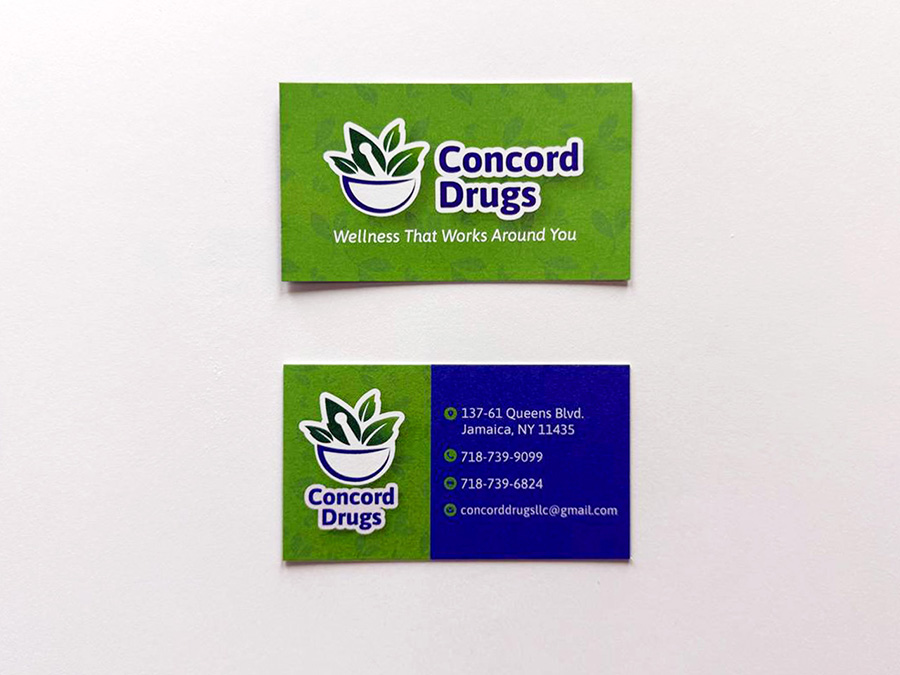 Concord
Drugs
Wellness That Works Around You
Concord
Drugs
137-61 Queens Blvd.
Jamaica, NY 11435
718-739-9099
718-739-6824
concorddrugsllc@gmail.com